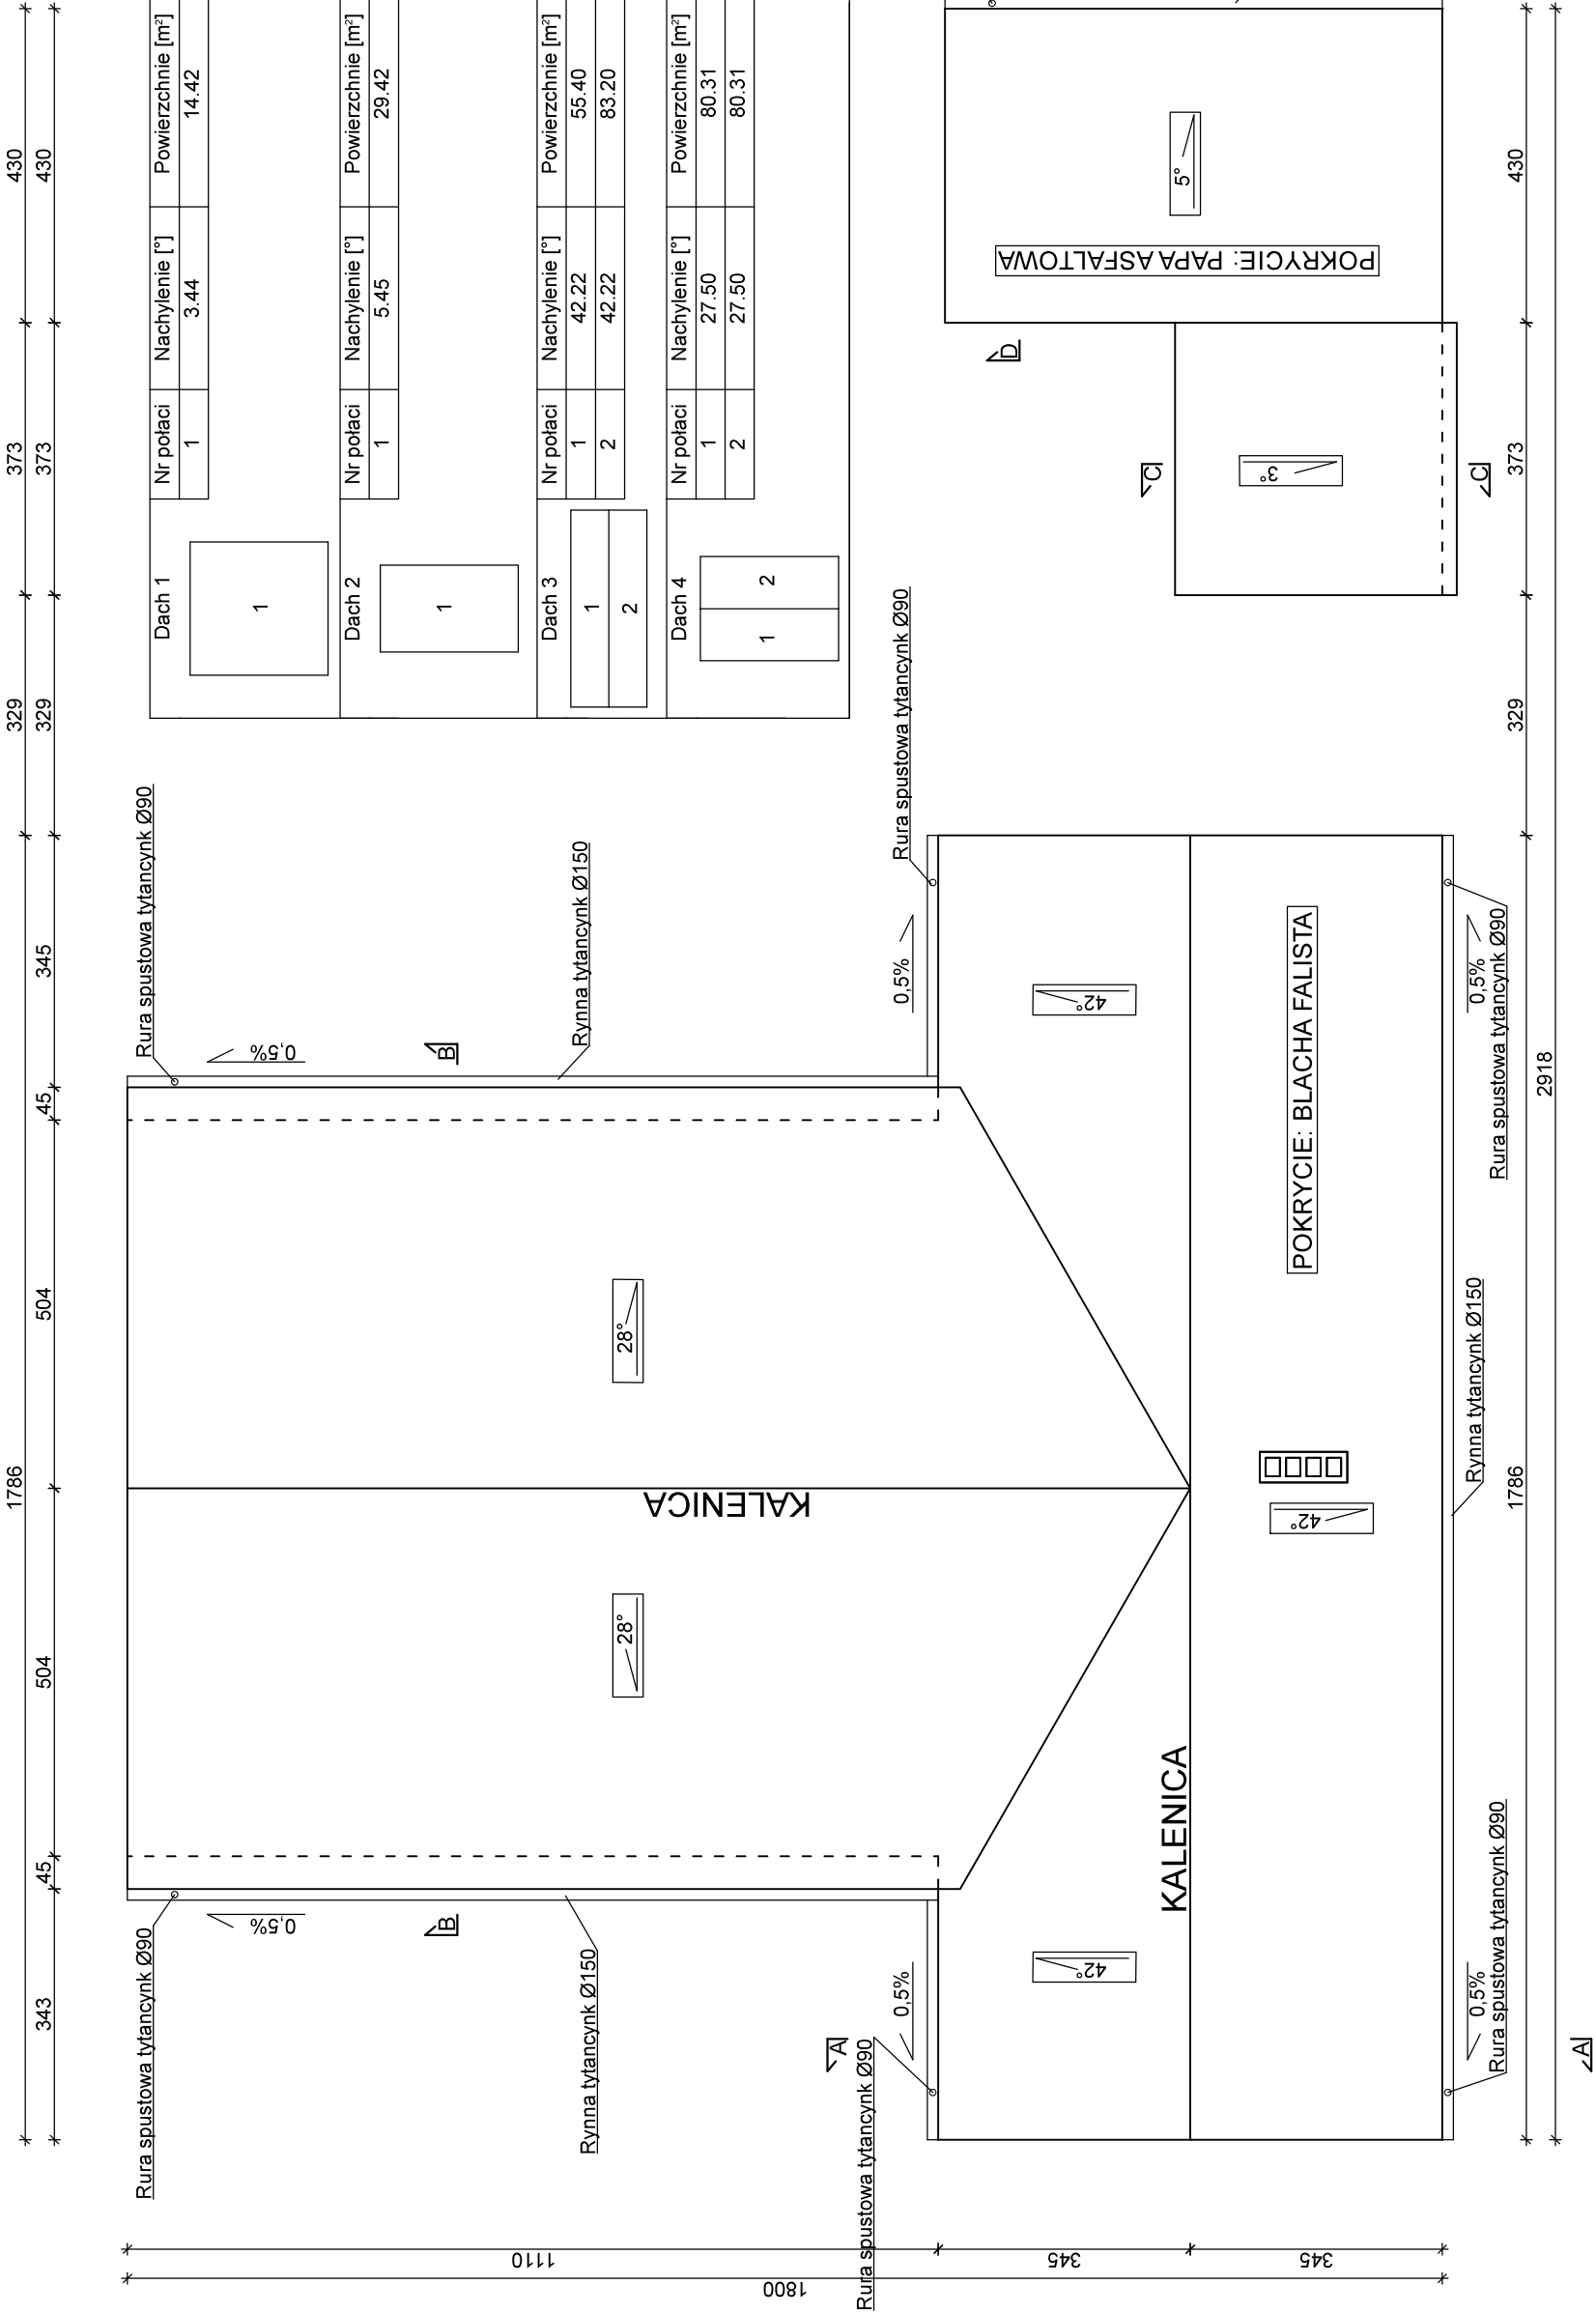 430
373
329
1786
430
373
329
345
45
504
504
45
343
Dach 1
Nr połaci Nachylenie [°] Powierzchnie [m²]
1 3.44 14.42
1
Dach 2
Nr połaci Nachylenie [°] Powierzchnie [m²]
1 5.45 29.42
1
Dach 3
Nr połaci Nachylenie [°] Powierzchnie [m²]
1 42.22 55.40
2 42.22 83.20
1
2
Dach 4
Nr połaci Nachylenie [°] Powierzchnie [m²]
1 27.50 80.31
2 27.50 80.31
1 2
Rura spustowa tytancynk Ø90
0,5%
B
Rynna tytancynk Ø150
Rura spustowa tytancynk Ø90
0,5%
B
Rynna tytancynk Ø150
28°
28°
KALENICA
Rura spustowa tytancynk Ø90
0,5%
A
Rura spustowa tytancynk Ø90
0,5%
42°
42°
KALENICA
42°
POKRYCIE: BLACHA FALISTA
Rynna tytancynk Ø150
0,5%
Rura spustowa tytancynk Ø90
0,5%
Rura spustowa tytancynk Ø90
A
D
C
3°
C
5°
POKRYCIE: PAPA ASFALTOWA
430
373
329
1786
2918
1110
345
345
1800